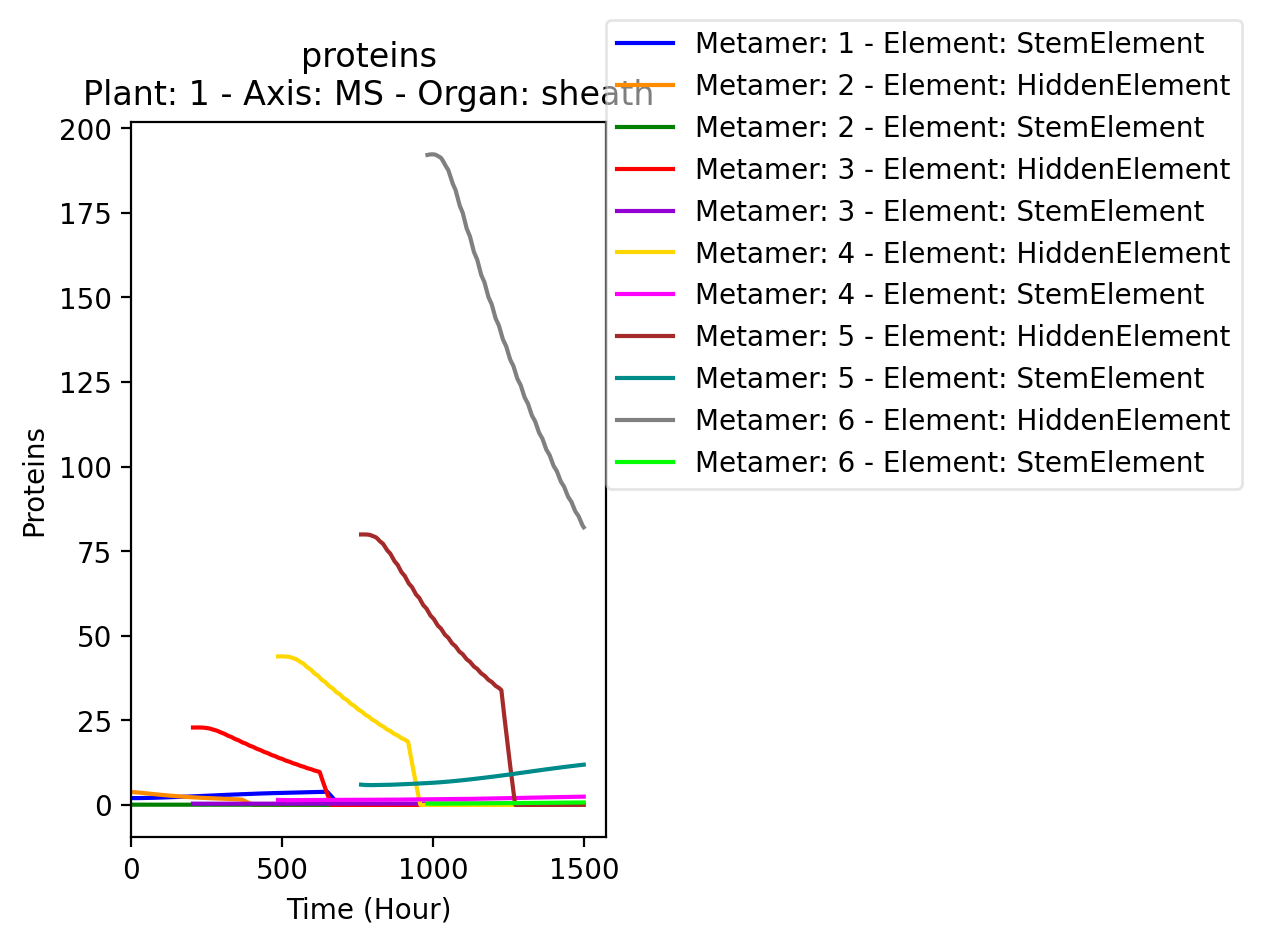 proteins
Plant: 1 - Axis: MS - Organ: sheath
Metamer: 1 - Element: StemElement
Metamer: 2 - Element: HiddenElement
Metamer: 2 - Element: StemElement
Metamer: 3 - Element: HiddenElement
Metamer: 3 - Element: StemElement
Metamer: 4 - Element: HiddenElement
Metamer: 4 - Element: StemElement
Metamer: 5 - Element: HiddenElement
Metamer: 5 - Element: StemElement
Metamer: 6 - Element: HiddenElement
Metamer: 6 - Element: StemElement
Proteins
200
175
150
125
100
75
50
25
0
0 500 1000 1500
Time (Hour)